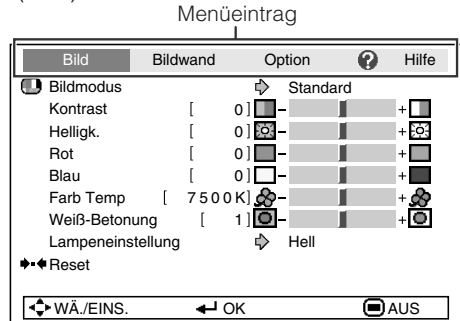 Menüeintrag
Bild Bildwand Option ? Hilfe
Bildmodus Standard
Kontrast [ 0] - +
Helligk. [ 0] - +
Rot [ 0] - +
Blau [ 0] - +
Farb Temp [ 7500K] - +
Weiß-Betonung [ 1] - +
Lampeneinstellung Hell
Reset
WÄ./EINS. OK AUS